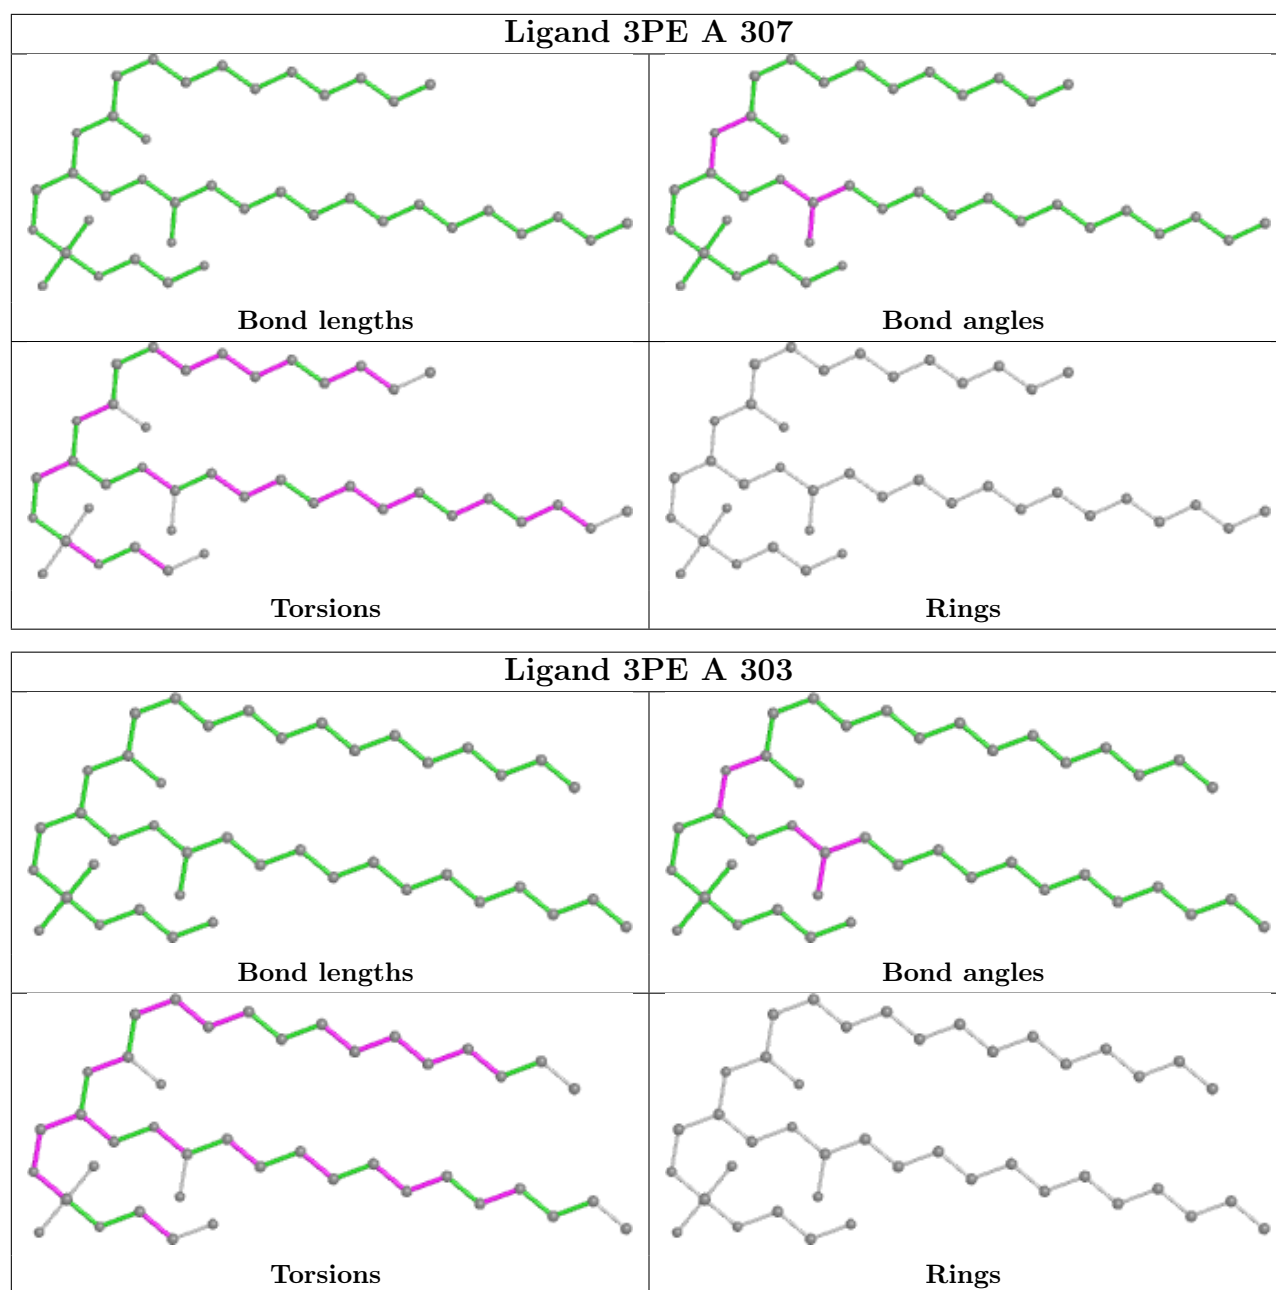 Ligand 3PE A 307
Bond lengths
Bond angles
Torsions
Rings
Ligand 3PE A 303
Bond lengths
Bond angles
Torsions
Rings